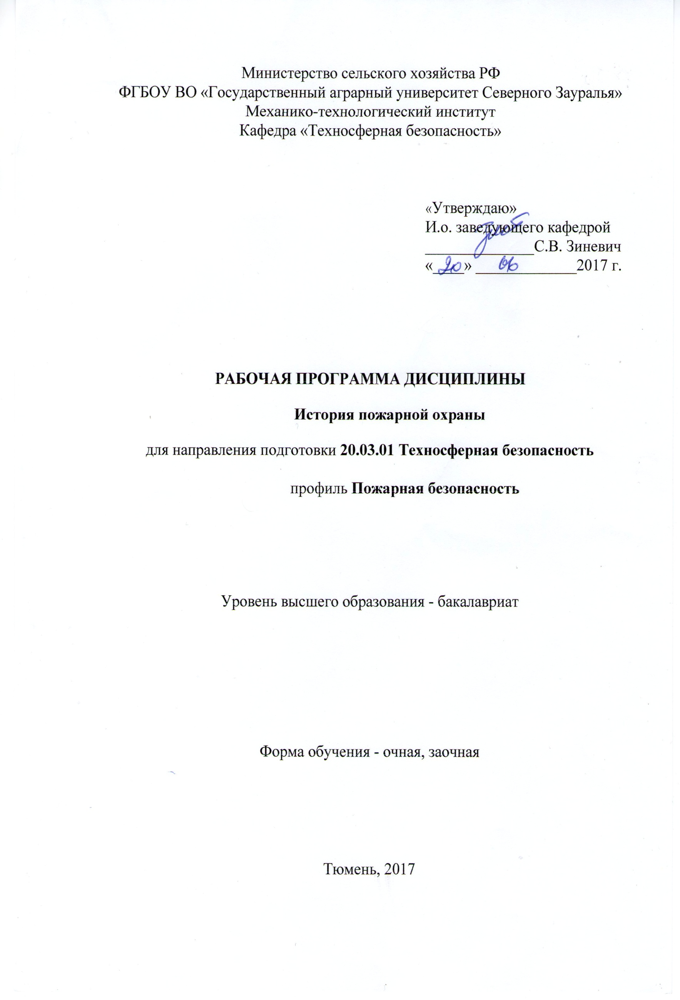 Министерство сельского хозяйства РФ
ФГБОУ ВО «Государственный аграрный университет Северного Зауралья»
Механико-технологический институт
Кафедра «Техносферная безопасность»
«Утверждаю»
И.о. заведующего кафедрой
______________С.В. Зиневич
«20» 06 2017 г.
РАБОЧАЯ ПРОГРАММА ДИСЦИПЛИНЫ
История пожарной охраны
для направления подготовки 20.03.01 Техносферная безопасность
профиль Пожарная безопасность
Уровень высшего образования - бакалавриат
Форма обучения - очная, заочная
Тюмень, 2017